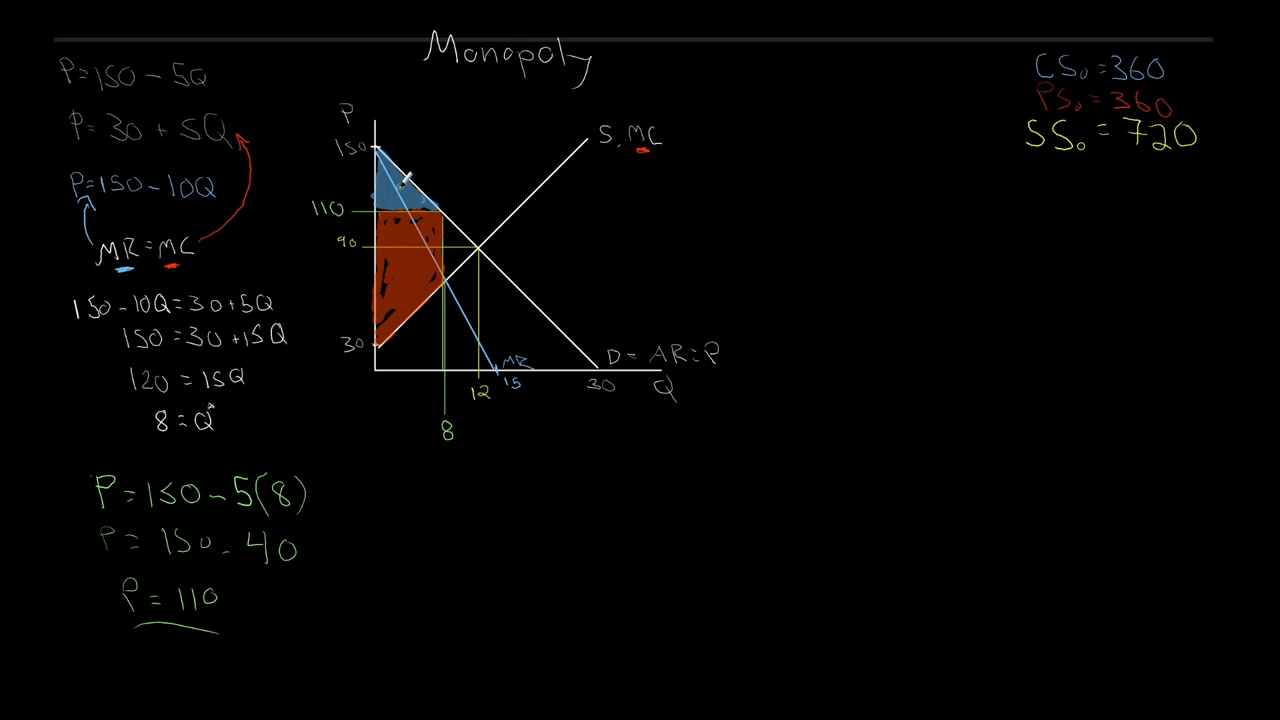 Monopoly
P=150-5Q
P=30+5Q
P=150-10Q
MR=MC
150-10Q=30+5Q
150=30+15Q
120=15Q
8=Q*
P=150-5(8)
P=150-40
P=110
P
150
110
90
30
S, MC
D=AR=P
MR
15
12
30
Q
8
CS₀=360
PS₀=360
SS₀=720